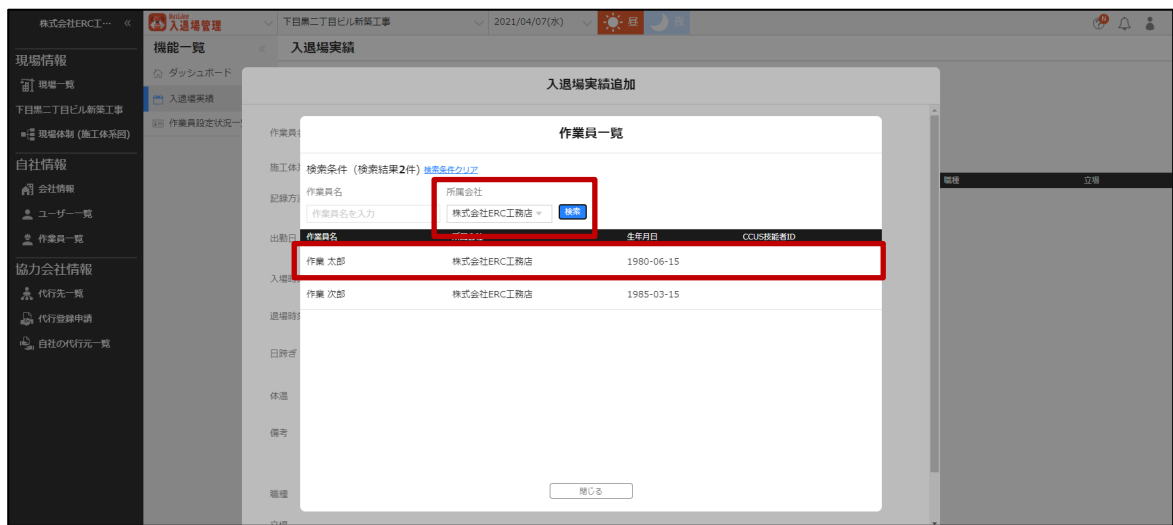 株式会社ERC工… «
Buildee
入退場管理
下目黒二丁目ビル新築工事
2021/04/07(水)
昼
夜
機能一覧 «
入退場実績
現場情報
現場一覧
下目黒二丁目ビル新築工事
現場体制 (施工体系図)
自社情報
会社情報
ユーザー一覧
作業員一覧
協力会社情報
代行先一覧
代行登録申請
自社の代行元一覧
ダッシュボード
入退場実績
作業員設定状況一
入退場実績追加
作業員
施工体
記録方
出勤日
入場時
退場時
日跨ぎ
体温
備考
職種
立場
作業員一覧
検索条件（検索結果2件） 検索条件クリア
作業員名 所属会社
作業員名を入力 株式会社ERC工務店 検索
作業員名 所属会社 生年月日 CCUS技能者ID
作業 太郎 株式会社ERC工務店 1980-06-15
作業 次郎 株式会社ERC工務店 1985-03-15
閉じる
職種 立場